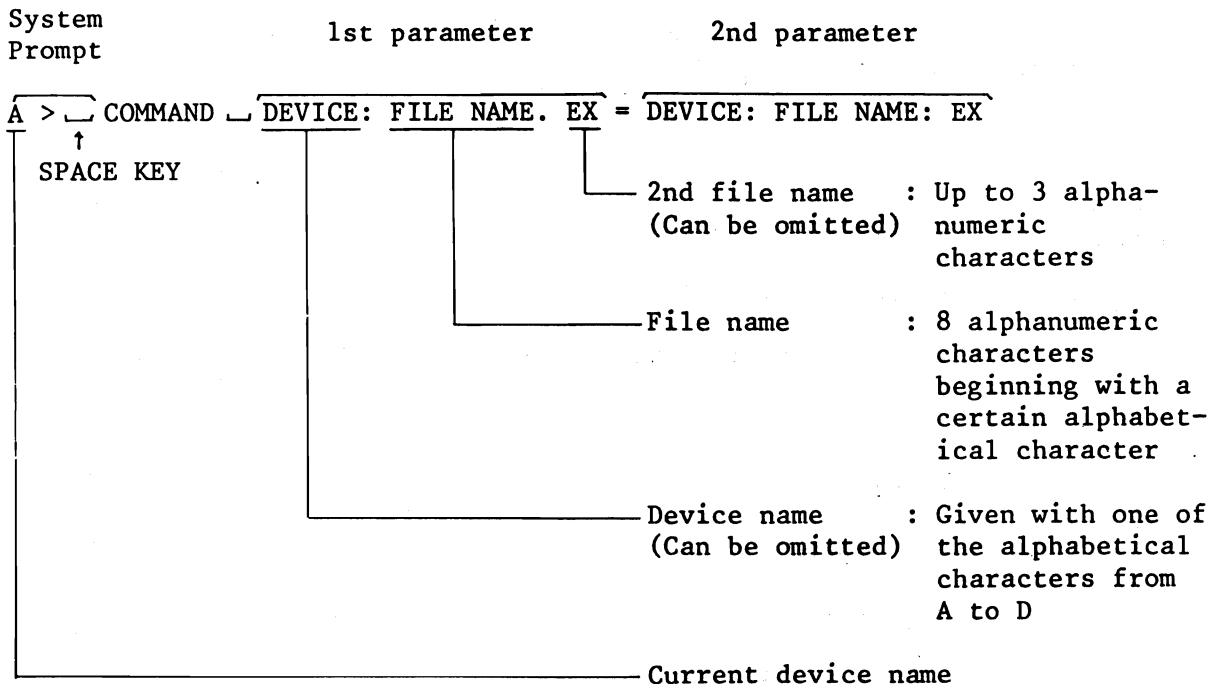 System
Prompt
1st parameter
2nd parameter
A > ⎵ COMMAND ⎵ DEVICE: FILE NAME. EX = DEVICE: FILE NAME: EX
↑
SPACE KEY
2nd file name : Up to 3 alpha-
(Can be omitted) numeric
characters
File name : 8 alphanumeric
characters
beginning with a
certain alphabet-
ical character
Device name : Given with one of
(Can be omitted) the alphabetical
characters from
A to D
Current device name